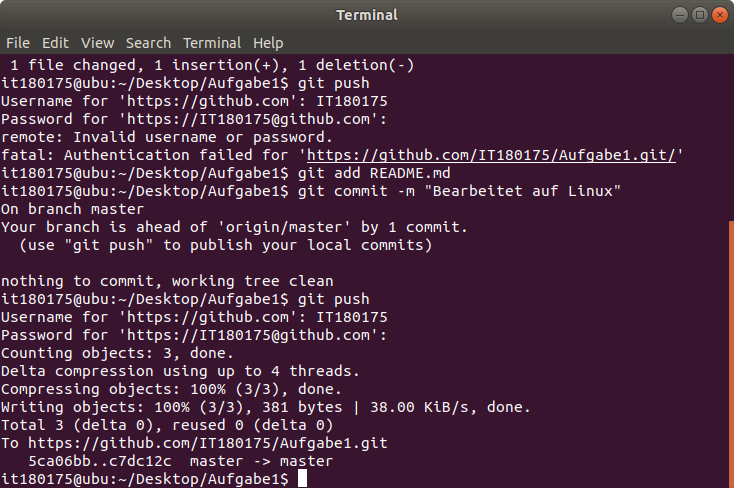 Terminal
File Edit View Search Terminal Help
1 file changed, 1 insertion(+), 1 deletion(-)
it180175@ubu:~/Desktop/Aufgabe1$ git push
Username for 'https://github.com': IT180175
Password for 'https://IT180175@github.com':
remote: Invalid username or password.
fatal: Authentication failed for 'https://github.com/IT180175/Aufgabe1.git/'
it180175@ubu:~/Desktop/Aufgabe1$ git add README.md
it180175@ubu:~/Desktop/Aufgabe1$ git commit -m "Bearbeitet auf Linux"
On branch master
Your branch is ahead of 'origin/master' by 1 commit.
  (use "git push" to publish your local commits)

nothing to commit, working tree clean
it180175@ubu:~/Desktop/Aufgabe1$ git push
Username for 'https://github.com': IT180175
Password for 'https://IT180175@github.com':
Counting objects: 3, done.
Delta compression using up to 4 threads.
Compressing objects: 100% (3/3), done.
Writing objects: 100% (3/3), 381 bytes | 38.00 KiB/s, done.
Total 3 (delta 0), reused 0 (delta 0)
To https://github.com/IT180175/Aufgabe1.git
   5ca06bb..c7dc12c  master -> master
it180175@ubu:~/Desktop/Aufgabe1$